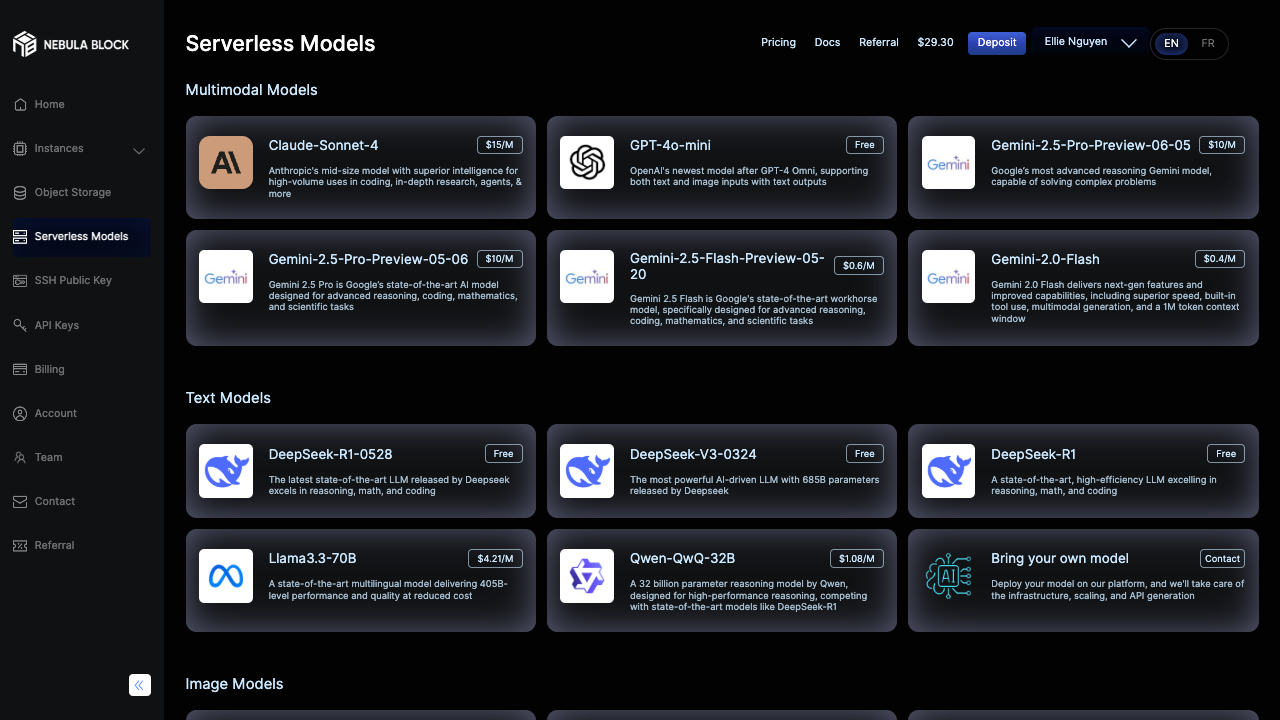 NEBULA BLOCK
Home
Instances
Object Storage
Serverless Models
SSH Public Key
API Keys
Billing
Account
Team
Contact
Referral
Serverless Models
Pricing Docs Referral $29.30 Deposit Ellie Nguyen EN FR
Multimodal Models
Claude-Sonnet-4 $15/M
Anthropic's mid-size model with superior intelligence for
high-volume uses in coding, in-depth research, agents, &
more
GPT-4o-mini Free
OpenAI's newest model after GPT-4 Omni, supporting
both text and image inputs with text outputs
Gemini
Gemini-2.5-Pro-Preview-06-05 $10/M
Google's most advanced reasoning Gemini model,
capable of solving complex problems
Gemini
Gemini-2.5-Pro-Preview-05-06 $10/M
Gemini 2.5 Pro is Google's state-of-the-art AI model
designed for advanced reasoning, coding, mathematics,
and scientific tasks
Gemini
Gemini-2.5-Flash-Preview-05-
20
$0.6/M
Gemini 2.5 Flash is Google's state-of-the-art workhorse
model, specifically designed for advanced reasoning,
coding, mathematics, and scientific tasks
Gemini
Gemini-2.0-Flash $0.4/M
Gemini 2.0 Flash delivers next-gen features and
improved capabilities, including superior speed, built-in
tool use, multimodal generation, and a 1M token context
window
Text Models
DeepSeek-R1-0528 Free
The latest state-of-the-art LLM released by Deepseek
excels in reasoning, math, and coding
DeepSeek-V3-0324 Free
The most powerful AI-driven LLM with 685B parameters
released by Deepseek
DeepSeek-R1 Free
A state-of-the-art, high-efficiency LLM excelling in
reasoning, math, and coding
Llama3.3-70B $4.21/M
A state-of-the-art multilingual model delivering 405B-
level performance and quality at reduced cost
Qwen-QwQ-32B $1.08/M
A 32 billion parameter reasoning model by Qwen,
designed for high-performance reasoning, competing
with state-of-the-art models like DeepSeek-R1
AI
Bring your own model Contact
Deploy your model on our platform, and we'll take care of
the infrastructure, scaling, and API generation
Image Models